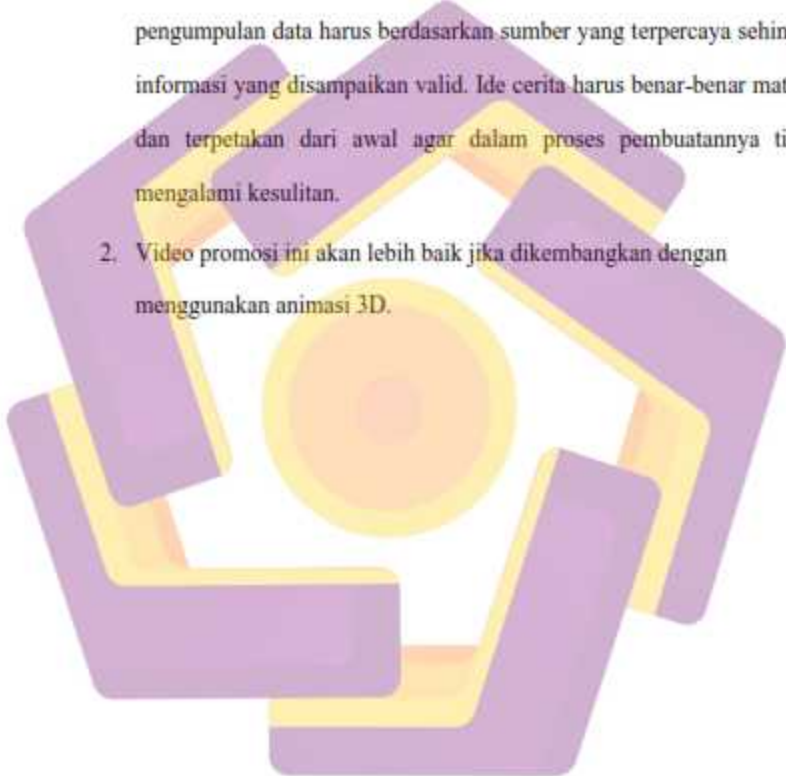 pengumpulan data harus berdasarkan sumber yang terpercaya sehin
informasi yang disampaikan valid. Ide cerita harus benar-benar mat
dan terpetakan dari awal agar dalam proses pembuatannya ti
mengalami kesulitan.
2. Video promosi ini akan lebih baik jika dikembangkan dengan
menggunakan animasi 3D.